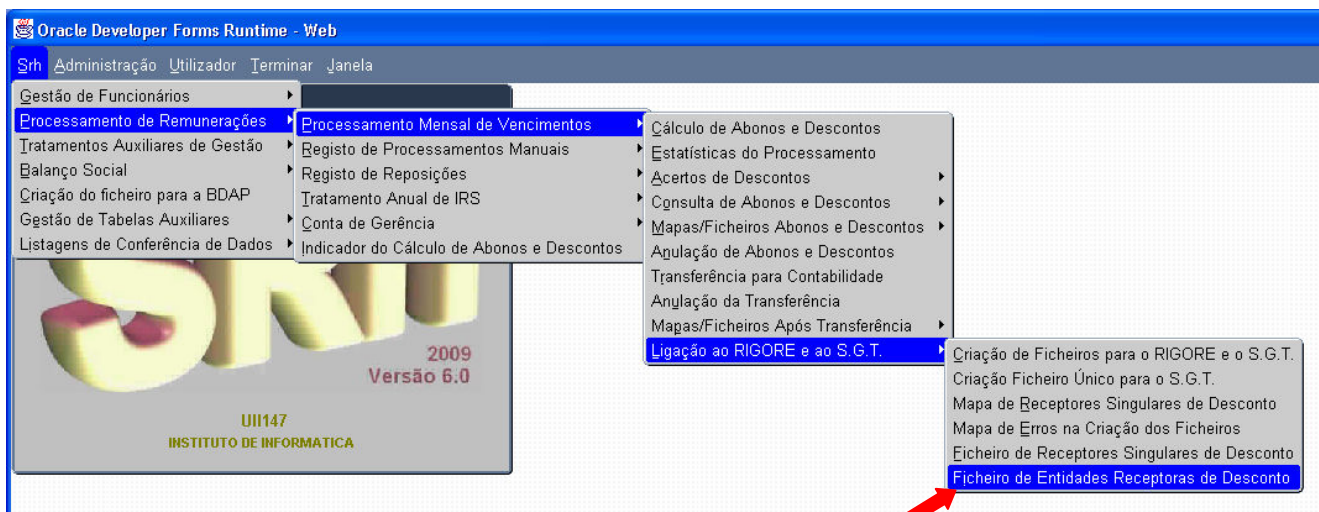 Oracle Developer Forms Runtime - Web
Srh Administração Utilizador Terminar Janela
Gestão de Funcionários
Processamento de Remunerações
Tratamentos Auxiliares de Gestão
Balanço Social
Criação do ficheiro para a BDAP
Gestão de Tabelas Auxiliares
Listagens de Conferência de Dados
Processamento Mensal de Vencimentos
Registo de Processamentos Manuais
Registo de Reposições
Tratamento Anual de IRS
Conta de Gerência
Indicador do Cálculo de Abonos e Descontos
Cálculo de Abonos e Descontos
Estatísticas do Processamento
Acertos de Descontos
Consulta de Abonos e Descontos
Mapas/Ficheiros Abonos e Descontos
Anulação de Abonos e Descontos
Transferência para Contabilidade
Anulação da Transferência
Mapas/Ficheiros Após Transferência
Ligação ao RIGORE e ao S.G.T.
Criação de Ficheiros para o RIGORE e o S.G.T.
Criação Ficheiro Único para o S.G.T.
Mapa de Receptores Singulares de Desconto
Mapa de Erros na Criação dos Ficheiros
Ficheiro de Receptores Singulares de Desconto
Ficheiro de Entidades Receptoras de Desconto
SRH
2009
Versão 6.0
UII147
INSTITUTO DE INFORMATICA